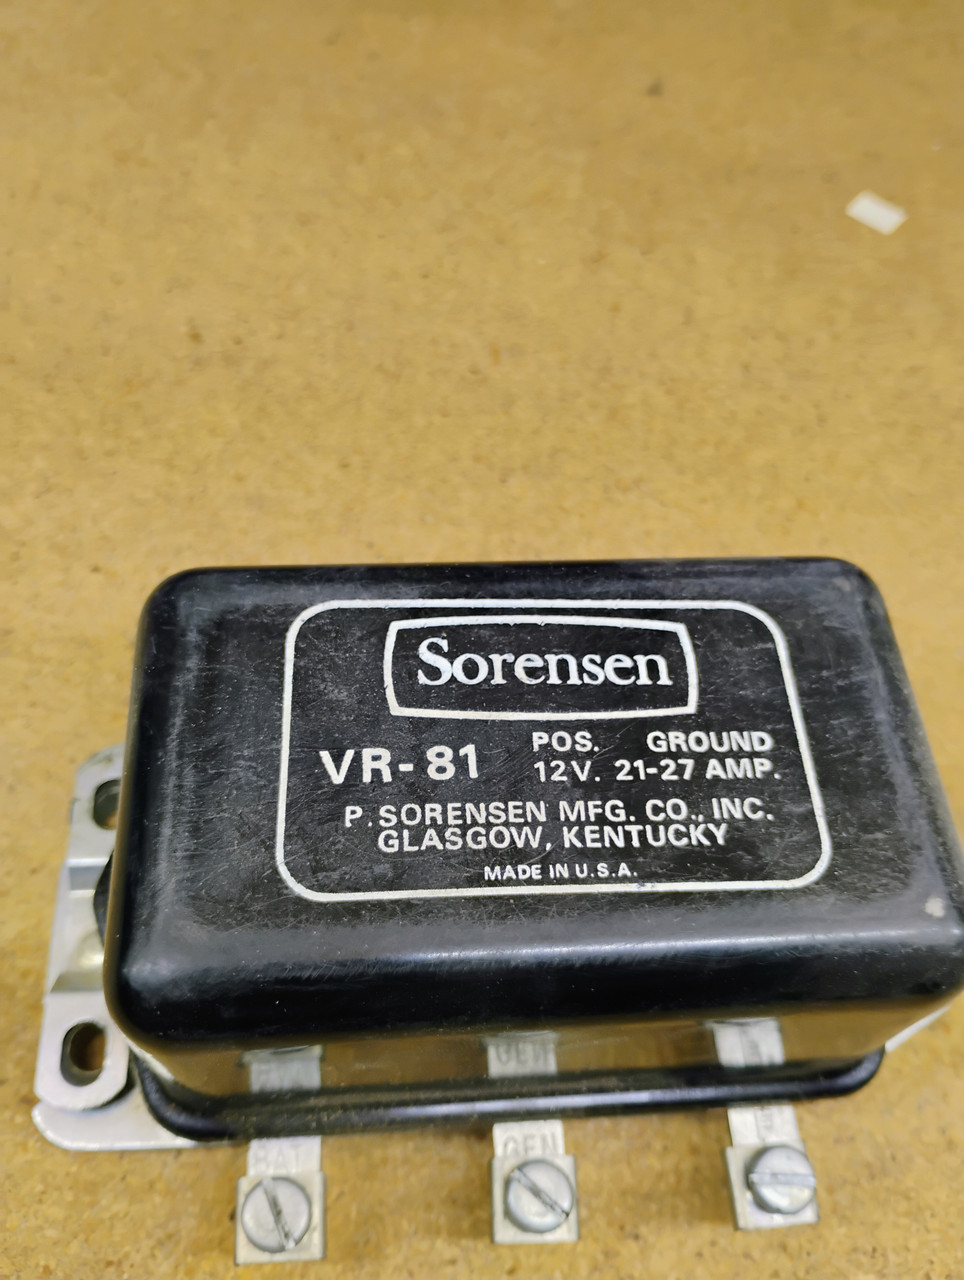 Sorensen
VR-81
POS. GROUND
12V. 21-27 AMP.
P. SORENSEN MFG. CO., INC.
GLASGOW, KENTUCKY
MADE IN U.S.A.
BAT GEN